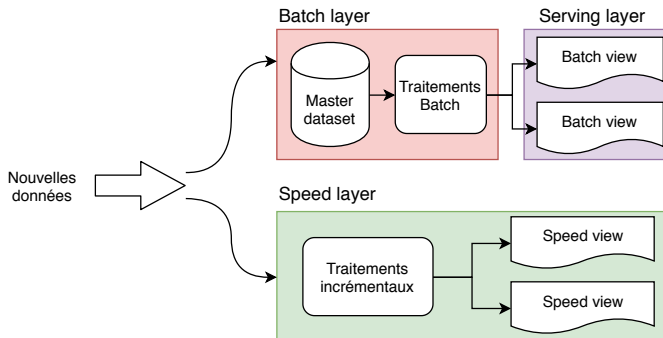 Batch layer
Serving layer
Master
dataset
Traitements
Batch
Batch view
Batch view
Nouvelles
données
Speed layer
Traitements
incrémentaux
Speed view
Speed view